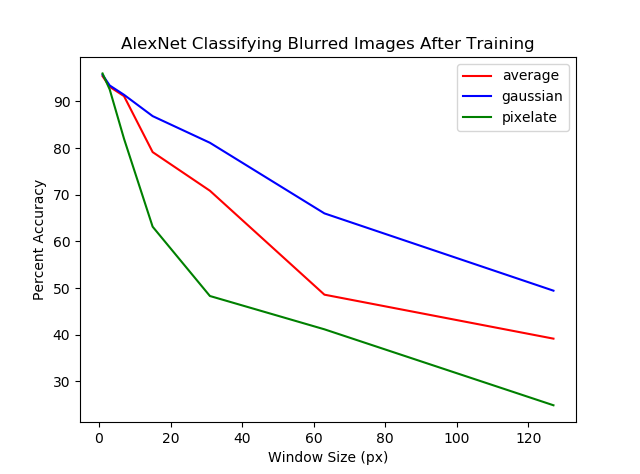 AlexNet Classifying Blurred Images After Training
average
gaussian
pixelate
Percent Accuracy
90
80
70
60
50
40
30
0 20 40 60 80 100 120
Window Size (px)